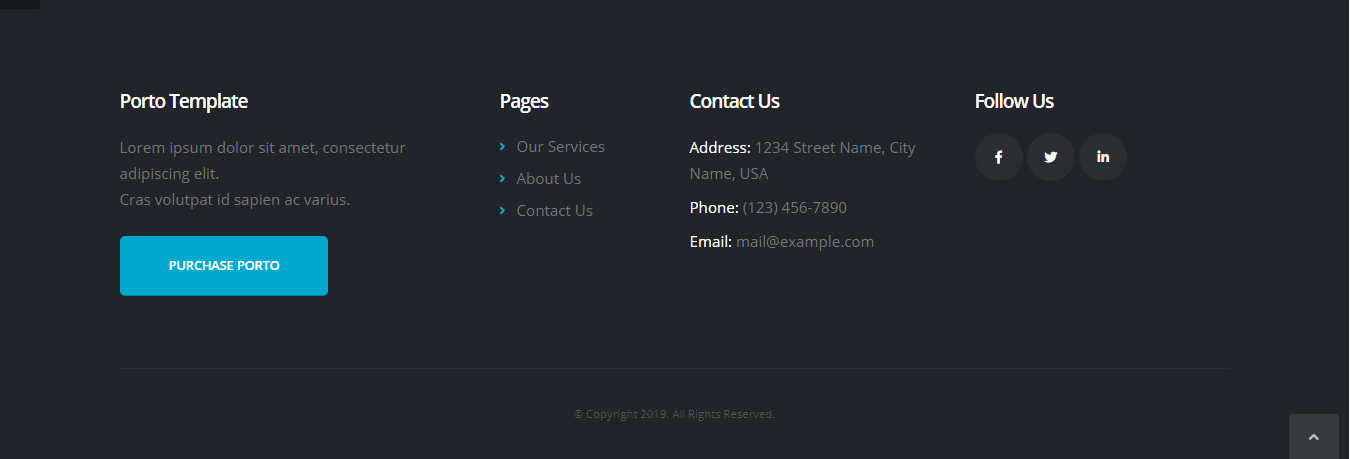 Porto Template
Lorem ipsum dolor sit amet, consectetur
adipiscing elit.
Cras volutpat id sapien ac varius.
PURCHASE PORTO
Pages
Our Services
About Us
Contact Us
Contact Us
Address: 1234 Street Name, City
Name, USA
Phone: (123) 456-7890
Email: mail@example.com
Follow Us
© Copyright 2019. All Rights Reserved.